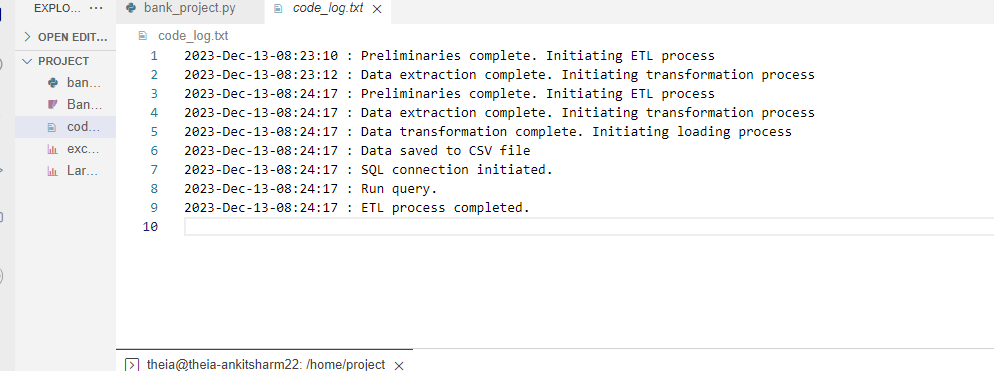 EXPLO... ···
bank_project.py
code_log.txt
OPEN EDIT...
code_log.txt
PROJECT
ban...
Ban...
cod...
exc...
Lar...
1 2023-Dec-13-08:23:10 : Preliminaries complete. Initiating ETL process
2 2023-Dec-13-08:23:12 : Data extraction complete. Initiating transformation process
3 2023-Dec-13-08:24:17 : Preliminaries complete. Initiating ETL process
4 2023-Dec-13-08:24:17 : Data extraction complete. Initiating transformation process
5 2023-Dec-13-08:24:17 : Data transformation complete. Initiating loading process
6 2023-Dec-13-08:24:17 : Data saved to CSV file
7 2023-Dec-13-08:24:17 : SQL connection initiated.
8 2023-Dec-13-08:24:17 : Run query.
9 2023-Dec-13-08:24:17 : ETL process completed.
10
theia@theia-ankitsharm22: /home/project